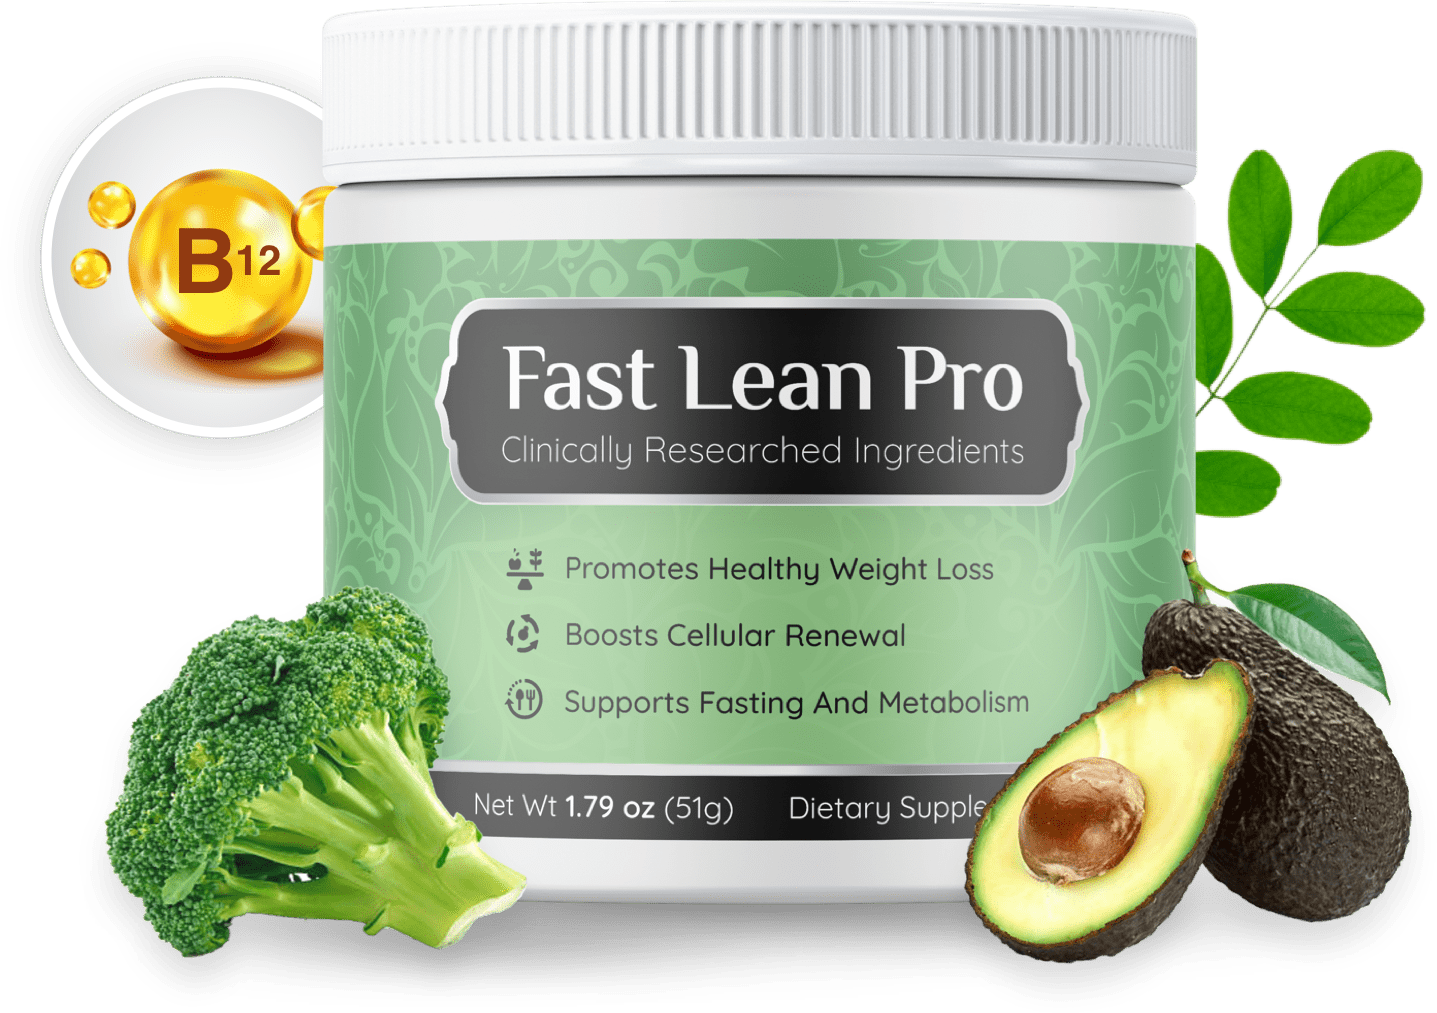 B12
Fast Lean Pro
Clinically Researched Ingredients
Promotes Healthy Weight Loss
Boosts Cellular Renewal
Supports Fasting And Metabolism
Net Wt 1.79 oz (51g) Dietary